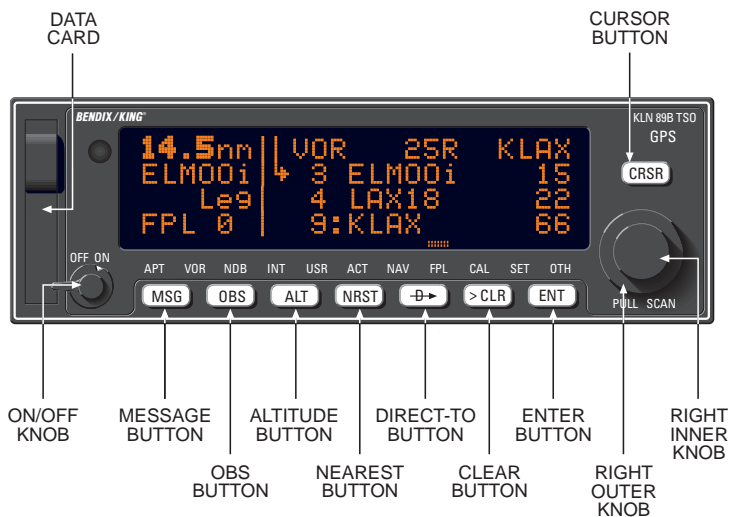 DATA
CARD
CURSOR
BUTTON
BENDIX/KING®
KLN 89B TSO
GPS
14.5nm
ELMOOi
Leg
FPL 0
VOR 25R KLAX
3 ELMOOi 15
4 LAX18 22
9:KLAX 66
CRSR
OFF ON
APT VOR NDB INT USR ACT NAV FPL CAL SET OTH
MSG OBS ALT NRST D >CLR ENT
PULL SCAN
ON/OFF
KNOB
MESSAGE
BUTTON
ALTITUDE
BUTTON
DIRECT-TO
BUTTON
ENTER
BUTTON
RIGHT
INNER
KNOB
OBS
BUTTON
NEAREST
BUTTON
CLEAR
BUTTON
RIGHT
OUTER
KNOB